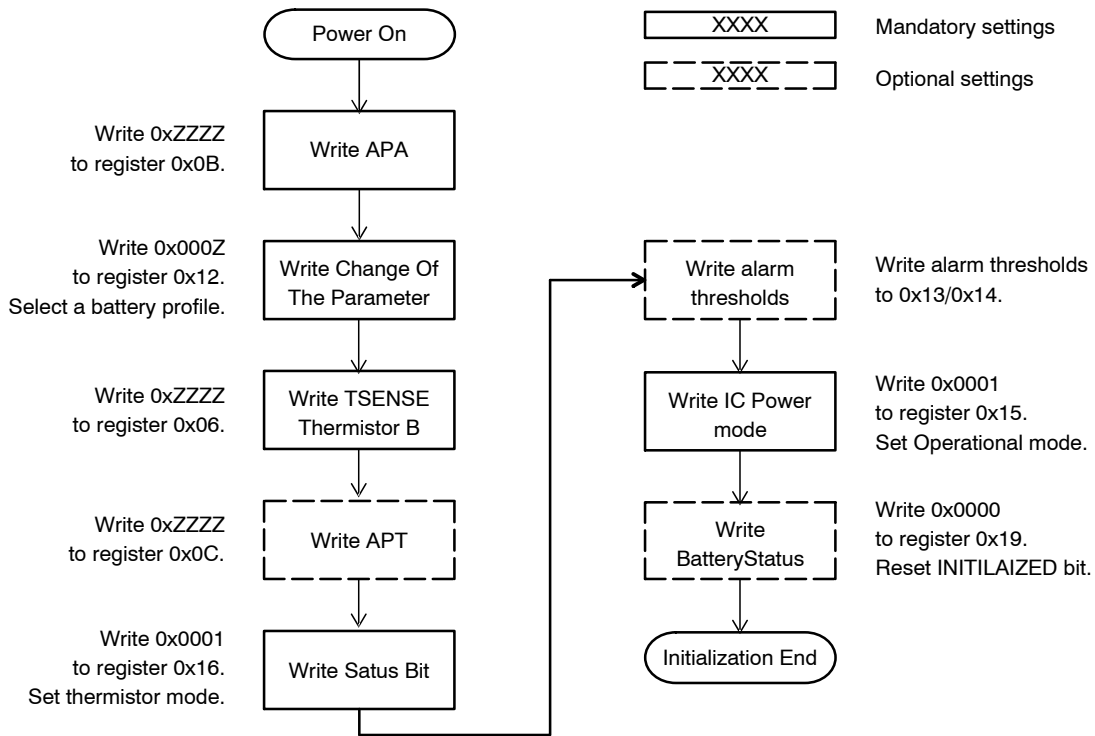 Power On
XXXX
Mandatory settings
XXXX
Optional settings
Write 0xZZZZ
to register 0x0B.
Write APA
Write 0x000Z
to register 0x12.
Select a battery profile.
Write Change Of
The Parameter
Write 0xZZZZ
to register 0x06.
Write TSENSE
Thermistor B
Write 0xZZZZ
to register 0x0C.
Write APT
Write 0x0001
to register 0x16.
Set thermistor mode.
Write Satus Bit
Write alarm
thresholds
Write alarm thresholds
to 0x13/0x14.
Write IC Power
mode
Write 0x0001
to register 0x15.
Set Operational mode.
Write
BatteryStatus
Write 0x0000
to register 0x19.
Reset INITILAIZED bit.
Initialization End